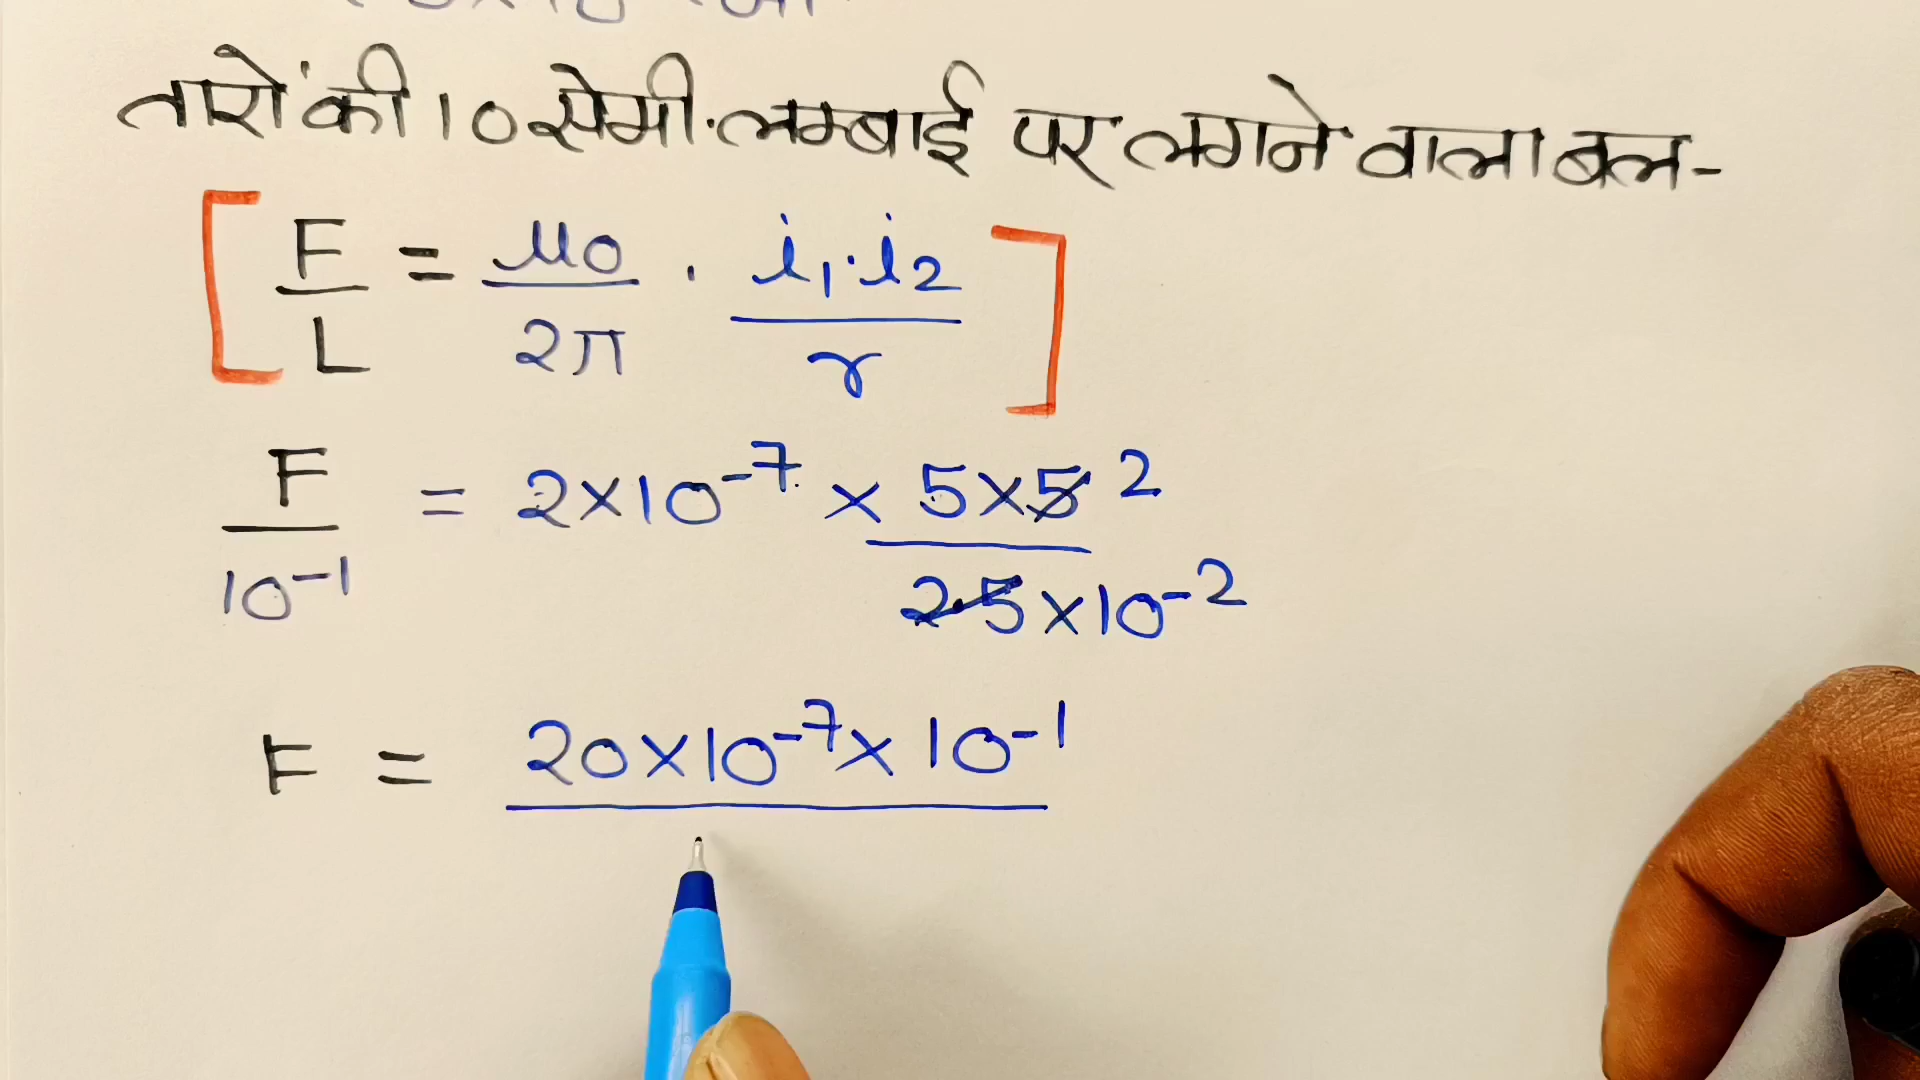 तारों की 10 सेमी. लम्बाई पर लगने वाला बल-
[ F/L = μ0/2π . i₁.i₂/r ]
F/10⁻¹ = 2×10⁻⁷ × 5×5 2/2.5×10⁻²
F = 20×10⁻⁷×10⁻¹